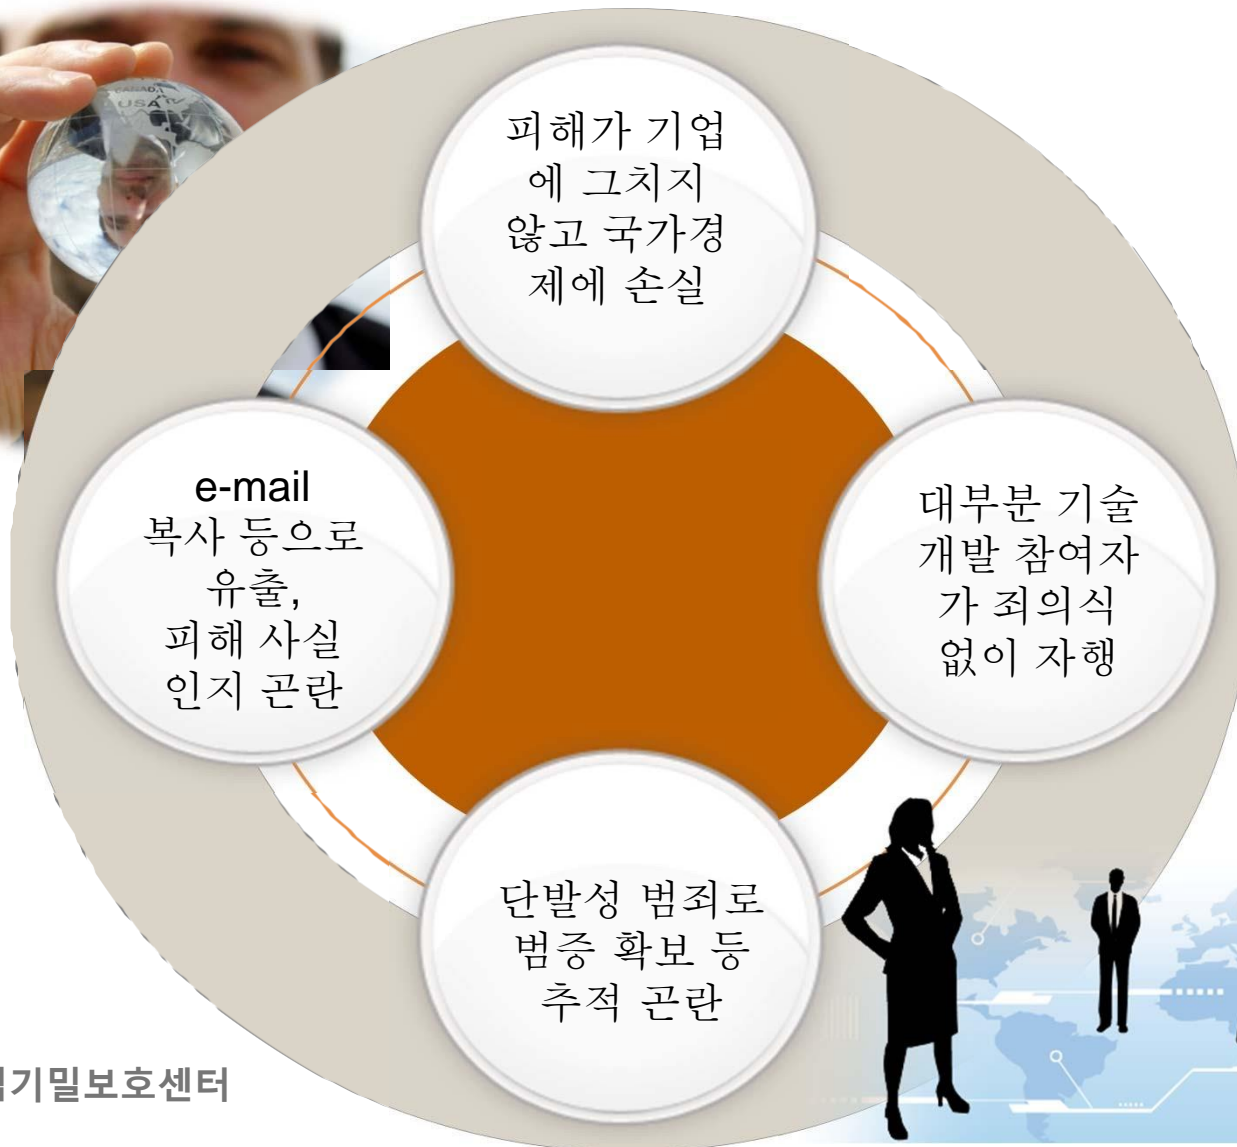 CANADA
USA
피해가 기업
에 그치지
않고 국가경
제에 손실
e-mail
복사 등으로
유출,
피해 사실
인지 곤란
대부분 기술
개발 참여자
가 죄의식
없이 자행
단발성 범죄로
범증 확보 등
추적 곤란
기밀보호센터